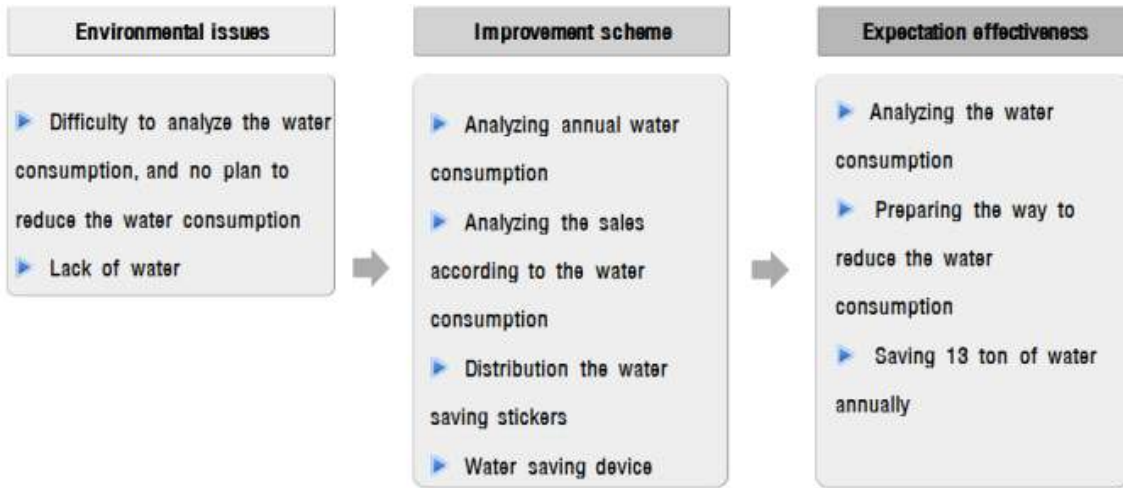 Environmental issues
Difficulty to analyze the water
consumption, and no plan to
reduce the water consumption
Lack of water
Improvement scheme
Analyzing annual water
consumption
Analyzing the sales
according to the water
consumption
Distribution the water
saving stickers
Water saving device
Expectation effectiveness
Analyzing the water
consumption
Preparing the way to
reduce the water
consumption
Saving 13 ton of water
annually